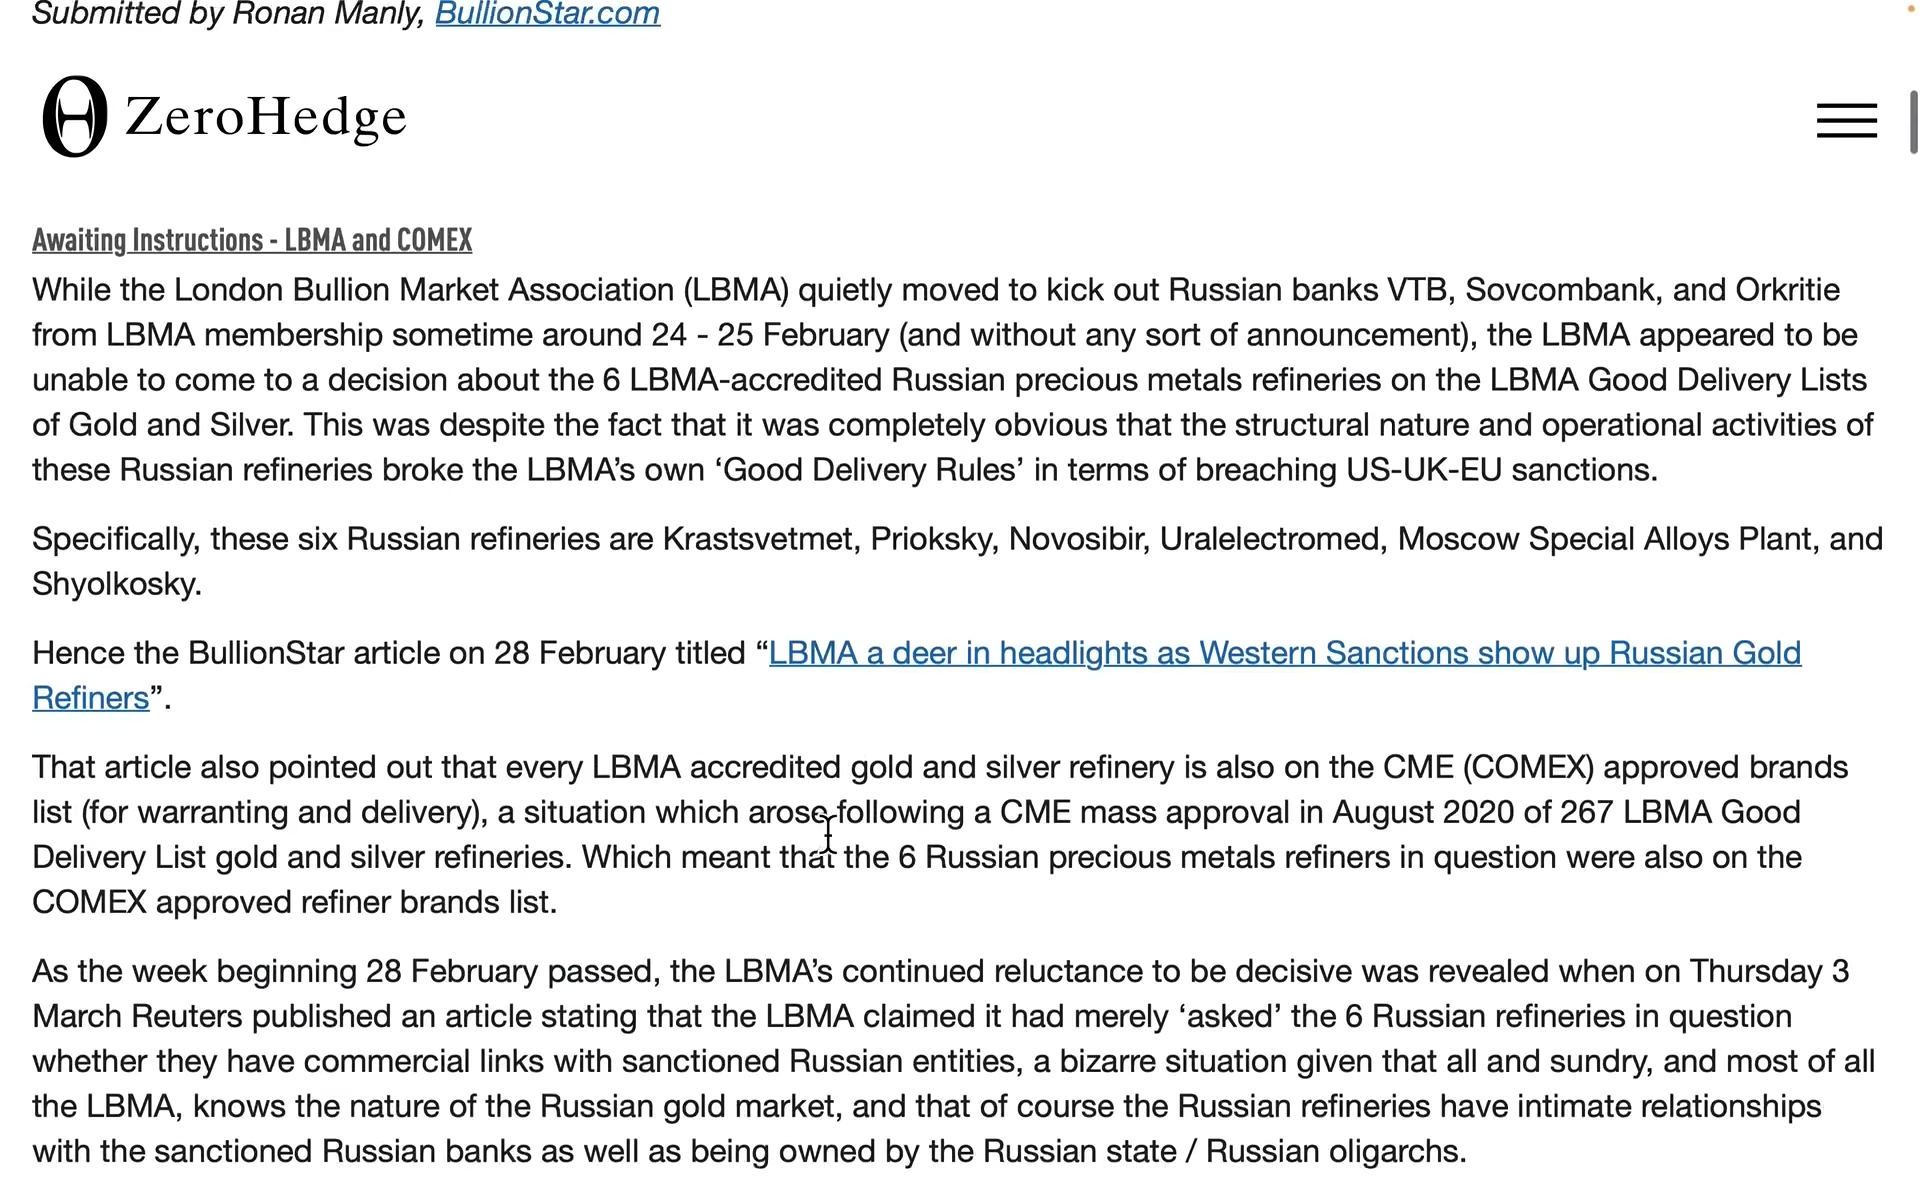 Submitted by Ronan Manly, BullionStar.com
ZeroHedge
Awaiting Instructions - LBMA and COMEX
While the London Bullion Market Association (LBMA) quietly moved to kick out Russian banks VTB, Sovcombank, and Orkritie
from LBMA membership sometime around 24 - 25 February (and without any sort of announcement), the LBMA appeared to be
unable to come to a decision about the 6 LBMA-accredited Russian precious metals refineries on the LBMA Good Delivery Lists
of Gold and Silver. This was despite the fact that it was completely obvious that the structural nature and operational activities of
these Russian refineries broke the LBMA’s own ‘Good Delivery Rules’ in terms of breaching US-UK-EU sanctions.
Specifically, these six Russian refineries are Krastsvetmet, Prioksky, Novosibir, Uralelectromed, Moscow Special Alloys Plant, and
Shyolkosky.
Hence the BullionStar article on 28 February titled “LBMA a deer in headlights as Western Sanctions show up Russian Gold
Refiners”.
That article also pointed out that every LBMA accredited gold and silver refinery is also on the CME (COMEX) approved brands
list (for warranting and delivery), a situation which arose following a CME mass approval in August 2020 of 267 LBMA Good
Delivery List gold and silver refineries. Which meant that the 6 Russian precious metals refiners in question were also on the
COMEX approved refiner brands list.
As the week beginning 28 February passed, the LBMA’s continued reluctance to be decisive was revealed when on Thursday 3
March Reuters published an article stating that the LBMA claimed it had merely ‘asked’ the 6 Russian refineries in question
whether they have commercial links with sanctioned Russian entities, a bizarre situation given that all and sundry, and most of all
the LBMA, knows the nature of the Russian gold market, and that of course the Russian refineries have intimate relationships
with the sanctioned Russian banks as well as being owned by the Russian state / Russian oligarchs.